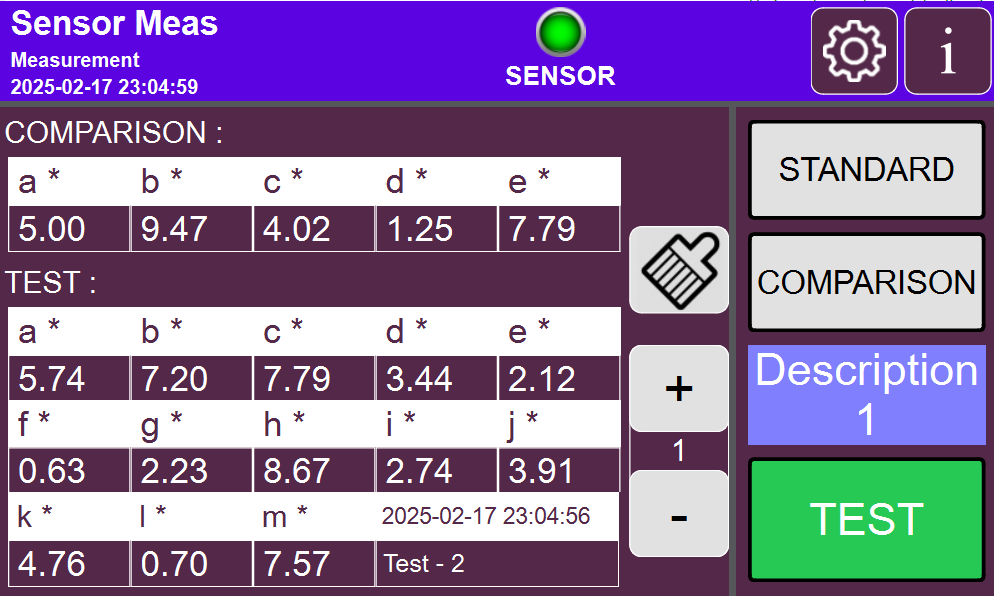 Sensor Meas
Measurement
2025-02-17 23:04:59
SENSOR
i
COMPARISON :
a * b * c * d * e *
5.00 9.47 4.02 1.25 7.79
TEST :
a * b * c * d * e *
5.74 7.20 7.79 3.44 2.12
f * g * h * i * j *
0.63 2.23 8.67 2.74 3.91
k * l * m * 2025-02-17 23:04:56
4.76 0.70 7.57 Test - 2
+
1
-
STANDARD
COMPARISON
Description
1
TEST